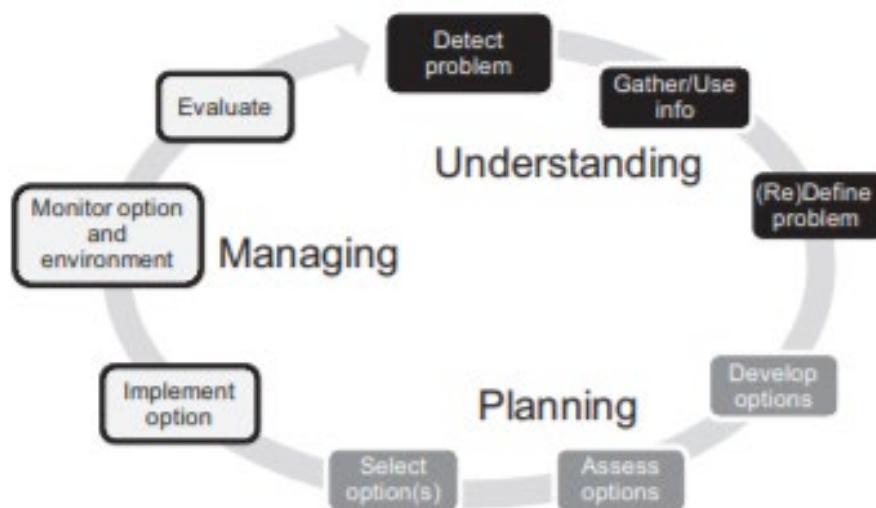 Detect
problem
Gather/Use
info
Understanding
(Re)Define
problem
Develop
options
Planning
Assess
options
Select
option(s)
Implement
option
Monitor option
and
environment
Managing
Evaluate